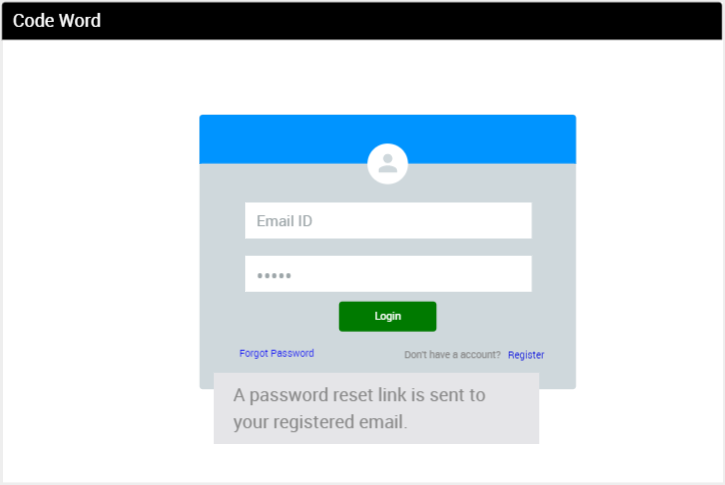 Code Word
Email ID
•••••
Login
Forgot Password
Don't have a account? Register
A password reset link is sent to
your registered email.